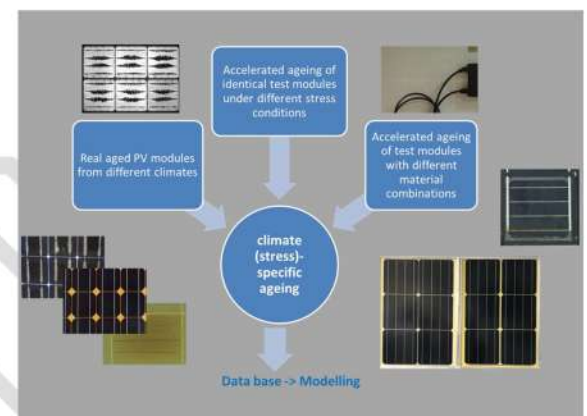 Accelerated ageing of
identical test modules
under different stress
conditions
Real aged PV modules
from different climates
Accelerated ageing
of test modules
with different
material
combinations
climate
(stress)-
specific
ageing
Data base -> Modelling